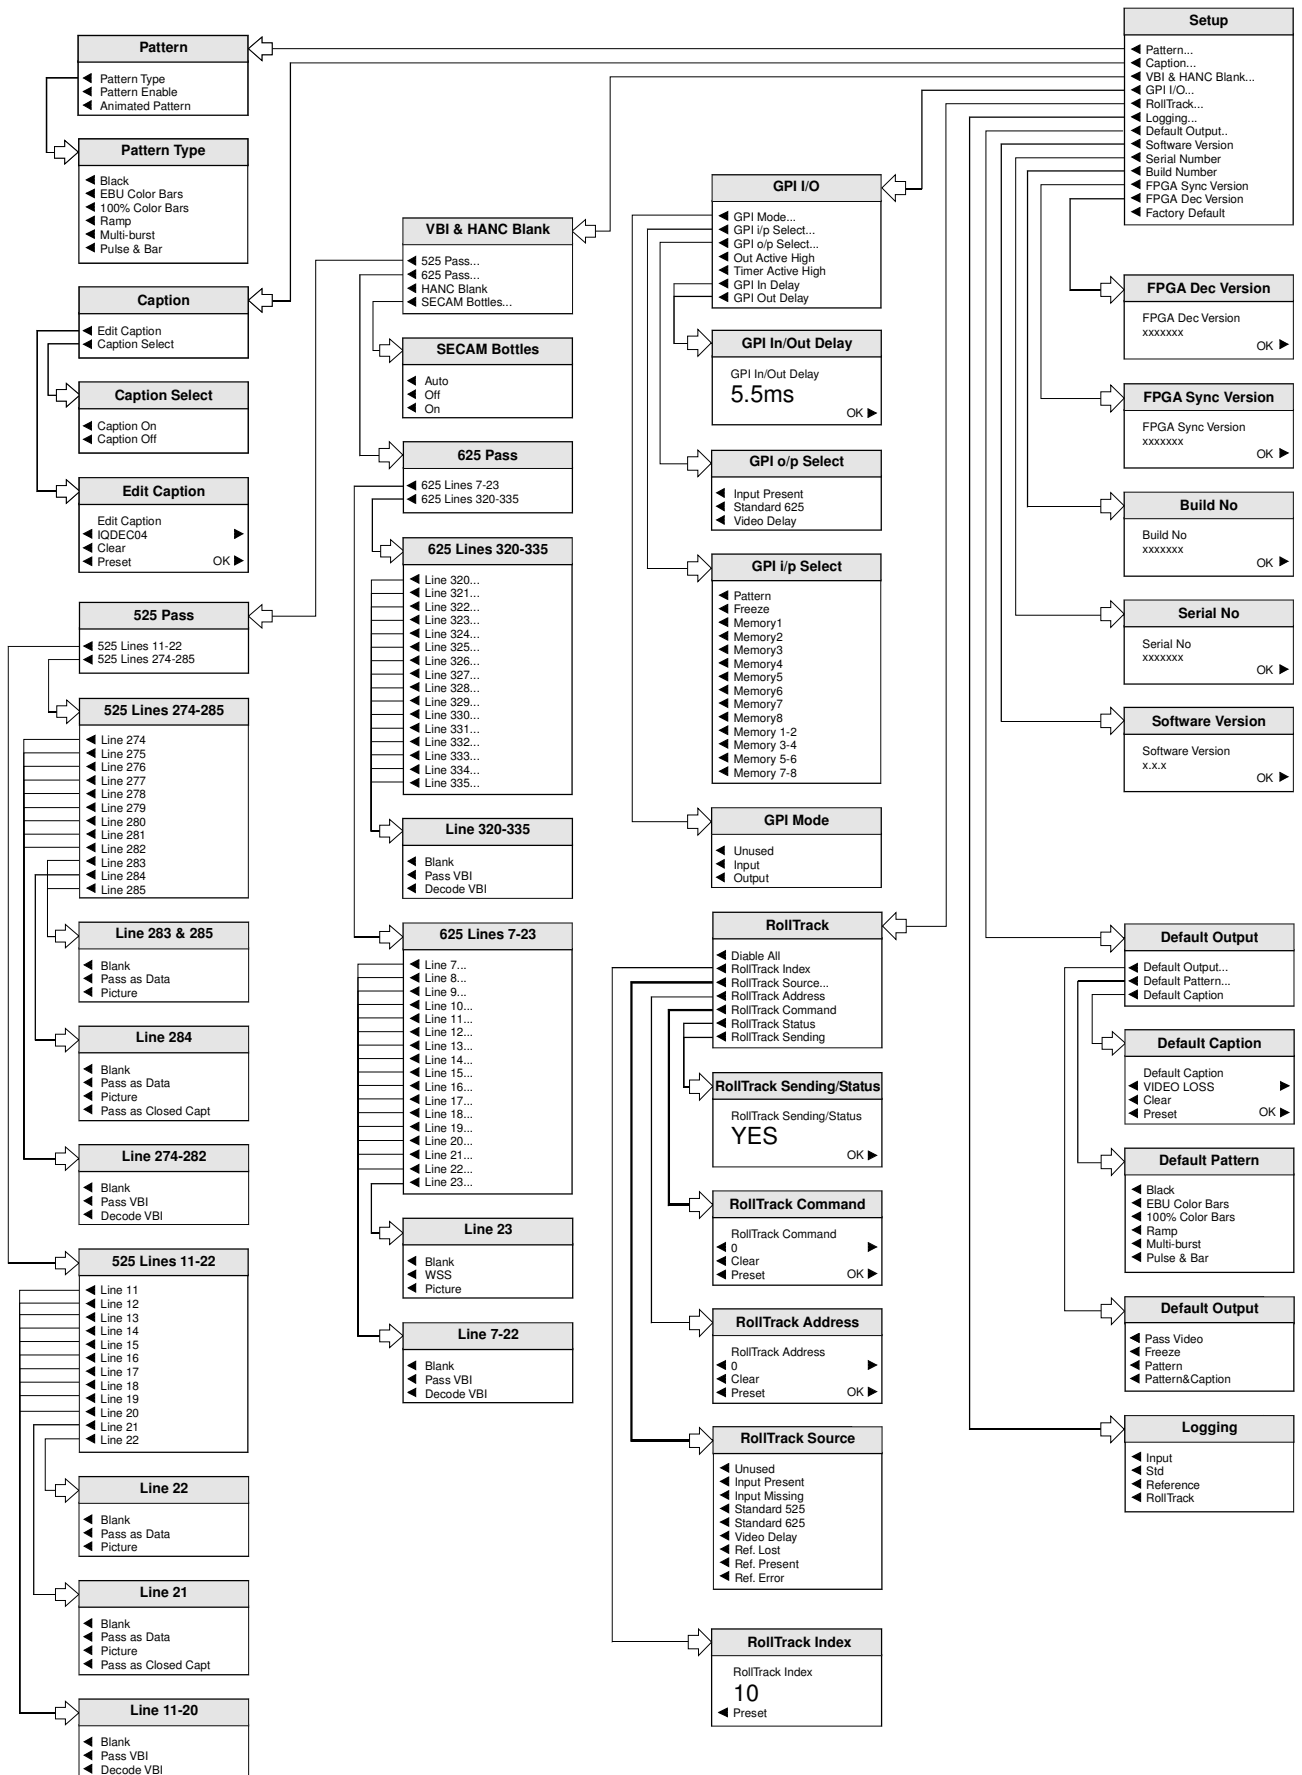 Setup
Pattern...
Caption...
VBI & HANC Blank...
GPI I/O...
RollTrack...
Logging...
Default Output..
Software Version
Serial Number
Build Number
FPGA Sync Version
FPGA Dec Version
Factory Default
Pattern
Pattern Type
Pattern Enable
Animated Pattern
Pattern Type
Black
EBU Color Bars
100% Color Bars
Ramp
Multi-burst
Pulse & Bar
Caption
Edit Caption
Caption Select
Caption Select
Caption On
Caption Off
Edit Caption
Edit Caption
IQDEC04
Clear
Preset OK
525 Pass
525 Lines 11-22
525 Lines 274-285
525 Lines 274-285
Line 274
Line 275
Line 276
Line 277
Line 278
Line 279
Line 280
Line 281
Line 282
Line 283
Line 284
Line 285
Line 283 & 285
Blank
Pass as Data
Picture
Line 284
Blank
Pass as Data
Picture
Pass as Closed Capt
Line 274-282
Blank
Pass VBI
Decode VBI
525 Lines 11-22
Line 11
Line 12
Line 13
Line 14
Line 15
Line 16
Line 17
Line 18
Line 19
Line 20
Line 21
Line 22
Line 22
Blank
Pass as Data
Picture
Line 21
Blank
Pass as Data
Picture
Pass as Closed Capt
Line 11-20
Blank
Pass VBI
Decode VBI
VBI & HANC Blank
525 Pass...
625 Pass...
HANC Blank
SECAM Bottles...
SECAM Bottles
Auto
Off
On
625 Pass
625 Lines 7-23
625 Lines 320-335
625 Lines 320-335
Line 320...
Line 321...
Line 322...
Line 323...
Line 324...
Line 325...
Line 326...
Line 327...
Line 328...
Line 329...
Line 330...
Line 331...
Line 332...
Line 333...
Line 334...
Line 335...
Line 320-335
Blank
Pass VBI
Decode VBI
625 Lines 7-23
Line 7...
Line 8...
Line 9...
Line 10...
Line 11...
Line 12...
Line 13...
Line 14...
Line 15...
Line 16...
Line 17...
Line 18...
Line 19...
Line 20...
Line 21...
Line 22...
Line 23...
Line 23
Blank
WSS
Picture
Line 7-22
Blank
Pass VBI
Decode VBI
GPI I/O
GPI Mode...
GPI i/p Select...
GPI o/p Select...
Out Active High
Timer Active High
GPI In Delay
GPI Out Delay
GPI In/Out Delay
GPI In/Out Delay
5.5ms
OK
GPI o/p Select
Input Present
Standard 625
Video Delay
GPI i/p Select
Pattern
Freeze
Memory1
Memory2
Memory3
Memory4
Memory5
Memory6
Memory7
Memory8
Memory 1-2
Memory 3-4
Memory 5-6
Memory 7-8
GPI Mode
Unused
Input
Output
RollTrack
Diable All
RollTrack Index
RollTrack Source...
RollTrack Address
RollTrack Command
RollTrack Status
RollTrack Sending
RollTrack Sending/Status
RollTrack Sending/Status
YES
OK
RollTrack Command
RollTrack Command
0
Clear
Preset OK
RollTrack Address
RollTrack Address
0
Clear
Preset OK
RollTrack Source
Unused
Input Present
Input Missing
Standard 525
Standard 625
Video Delay
Ref. Lost
Ref. Present
Ref. Error
RollTrack Index
RollTrack Index
10
Preset
FPGA Dec Version
FPGA Dec Version
xxxxxxx
OK
FPGA Sync Version
FPGA Sync Version
xxxxxxx
OK
Build No
Build No
xxxxxxx
OK
Serial No
Serial No
xxxxxxx
OK
Software Version
Software Version
x.x.x
OK
Default Output
Default Output...
Default Pattern...
Default Caption
Default Caption
Default Caption
VIDEO LOSS
Clear
Preset OK
Default Pattern
Black
EBU Color Bars
100% Color Bars
Ramp
Multi-burst
Pulse & Bar
Default Output
Pass Video
Freeze
Pattern
Pattern&Caption
Logging
Input
Std
Reference
RollTrack